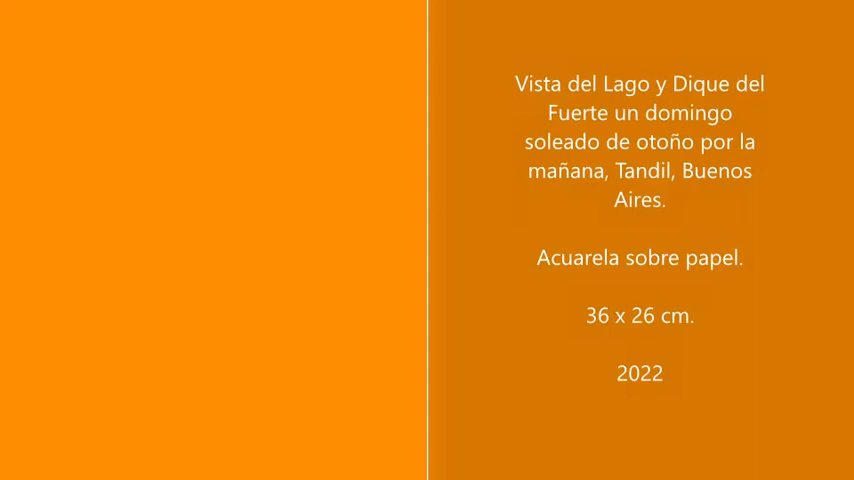 Vista del Lago y Dique del
Fuerte un domingo
soleado de otoño por la
mañana, Tandil, Buenos
Aires.
Acuarela sobre papel.
36 x 26 cm.
2022